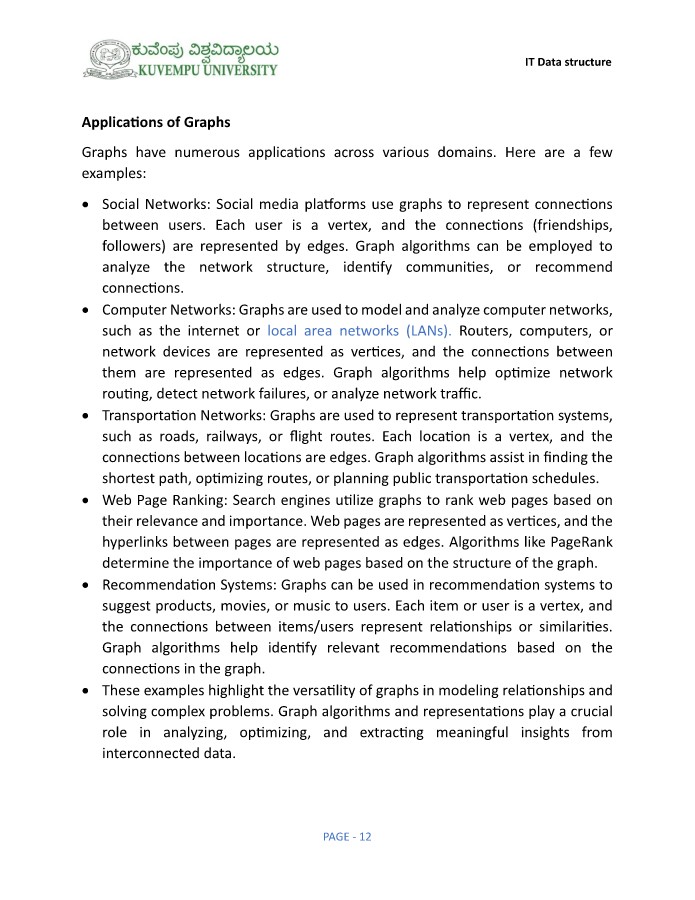 ಕುವೆಂಪು ವಿಶ್ವವಿದ್ಯಾಲಯ
KUVEMPU UNIVERSITY
IT Data structure
Applications of Graphs
Graphs have numerous applications across various domains. Here are a few
examples:
• Social Networks: Social media platforms use graphs to represent connections
between users. Each user is a vertex, and the connections (friendships,
followers) are represented by edges. Graph algorithms can be employed to
analyze the network structure, identify communities, or recommend
connections.
• Computer Networks: Graphs are used to model and analyze computer networks,
such as the internet or local area networks (LANs). Routers, computers, or
network devices are represented as vertices, and the connections between
them are represented as edges. Graph algorithms help optimize network
routing, detect network failures, or analyze network traffic.
• Transportation Networks: Graphs are used to represent transportation systems,
such as roads, railways, or flight routes. Each location is a vertex, and the
connections between locations are edges. Graph algorithms assist in finding the
shortest path, optimizing routes, or planning public transportation schedules.
• Web Page Ranking: Search engines utilize graphs to rank web pages based on
their relevance and importance. Web pages are represented as vertices, and the
hyperlinks between pages are represented as edges. Algorithms like PageRank
determine the importance of web pages based on the structure of the graph.
• Recommendation Systems: Graphs can be used in recommendation systems to
suggest products, movies, or music to users. Each item or user is a vertex, and
the connections between items/users represent relationships or similarities.
Graph algorithms help identify relevant recommendations based on the
connections in the graph.
• These examples highlight the versatility of graphs in modeling relationships and
solving complex problems. Graph algorithms and representations play a crucial
role in analyzing, optimizing, and extracting meaningful insights from
interconnected data.
PAGE - 12